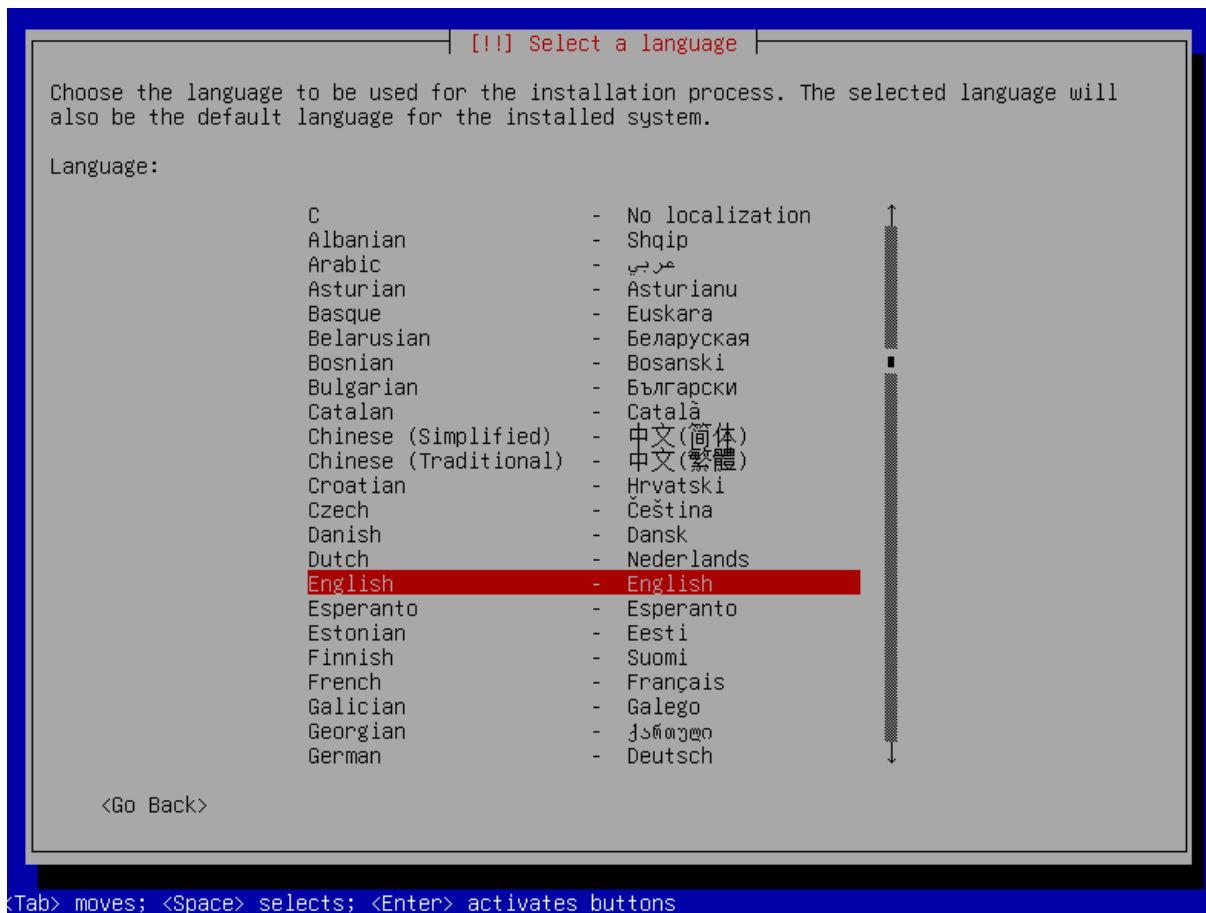 [!!] Select a language
Choose the language to be used for the installation process. The selected language will
also be the default language for the installed system.
Language:
C - No localization
Albanian - Shqip
Arabic - عربي
Asturian - Asturianu
Basque - Euskara
Belarusian - Беларуская
Bosnian - Bosanski
Bulgarian - Български
Catalan - Català
Chinese (Simplified) - 中文(简体)
Chinese (Traditional) - 中文(繁體)
Croatian - Hrvatski
Czech - Čeština
Danish - Dansk
Dutch - Nederlands
English - English
Esperanto - Esperanto
Estonian - Eesti
Finnish - Suomi
French - Français
Galician - Galego
Georgian - ქართული
German - Deutsch
<Go Back>
<Tab> moves; <Space> selects; <Enter> activates buttons